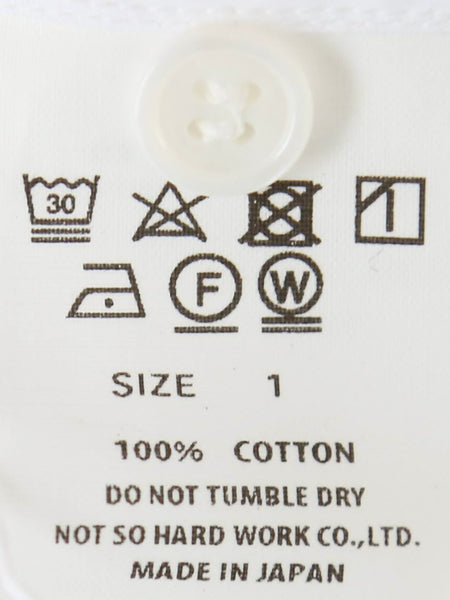 30
F W
SIZE 1
100% COTTON
DO NOT TUMBLE DRY
NOT SO HARD WORK CO.,LTD.
MADE IN JAPAN